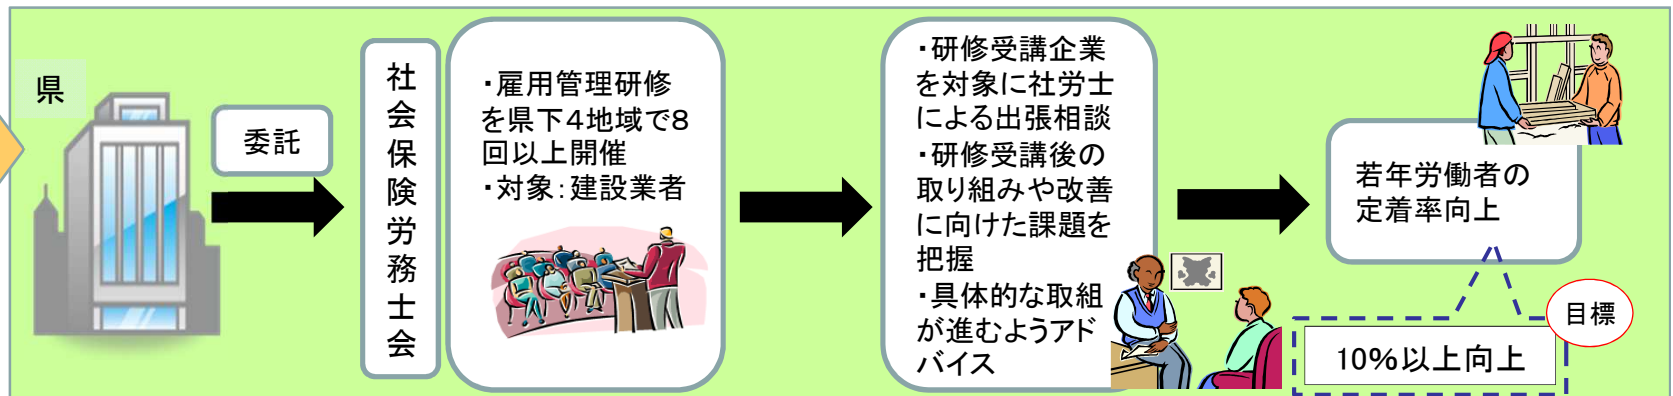 県
委託
社会保険労務士会
・雇用管理研修
を県下4地域で8
回以上開催
・対象：建設業者
・研修受講企業
を対象に社労士
による出張相談
・研修受講後の
取り組みや改善
に向けた課題を
把握
・具体的な取組
が進むようアド
バイス
若年労働者の
定着率向上
目標
10%以上向上